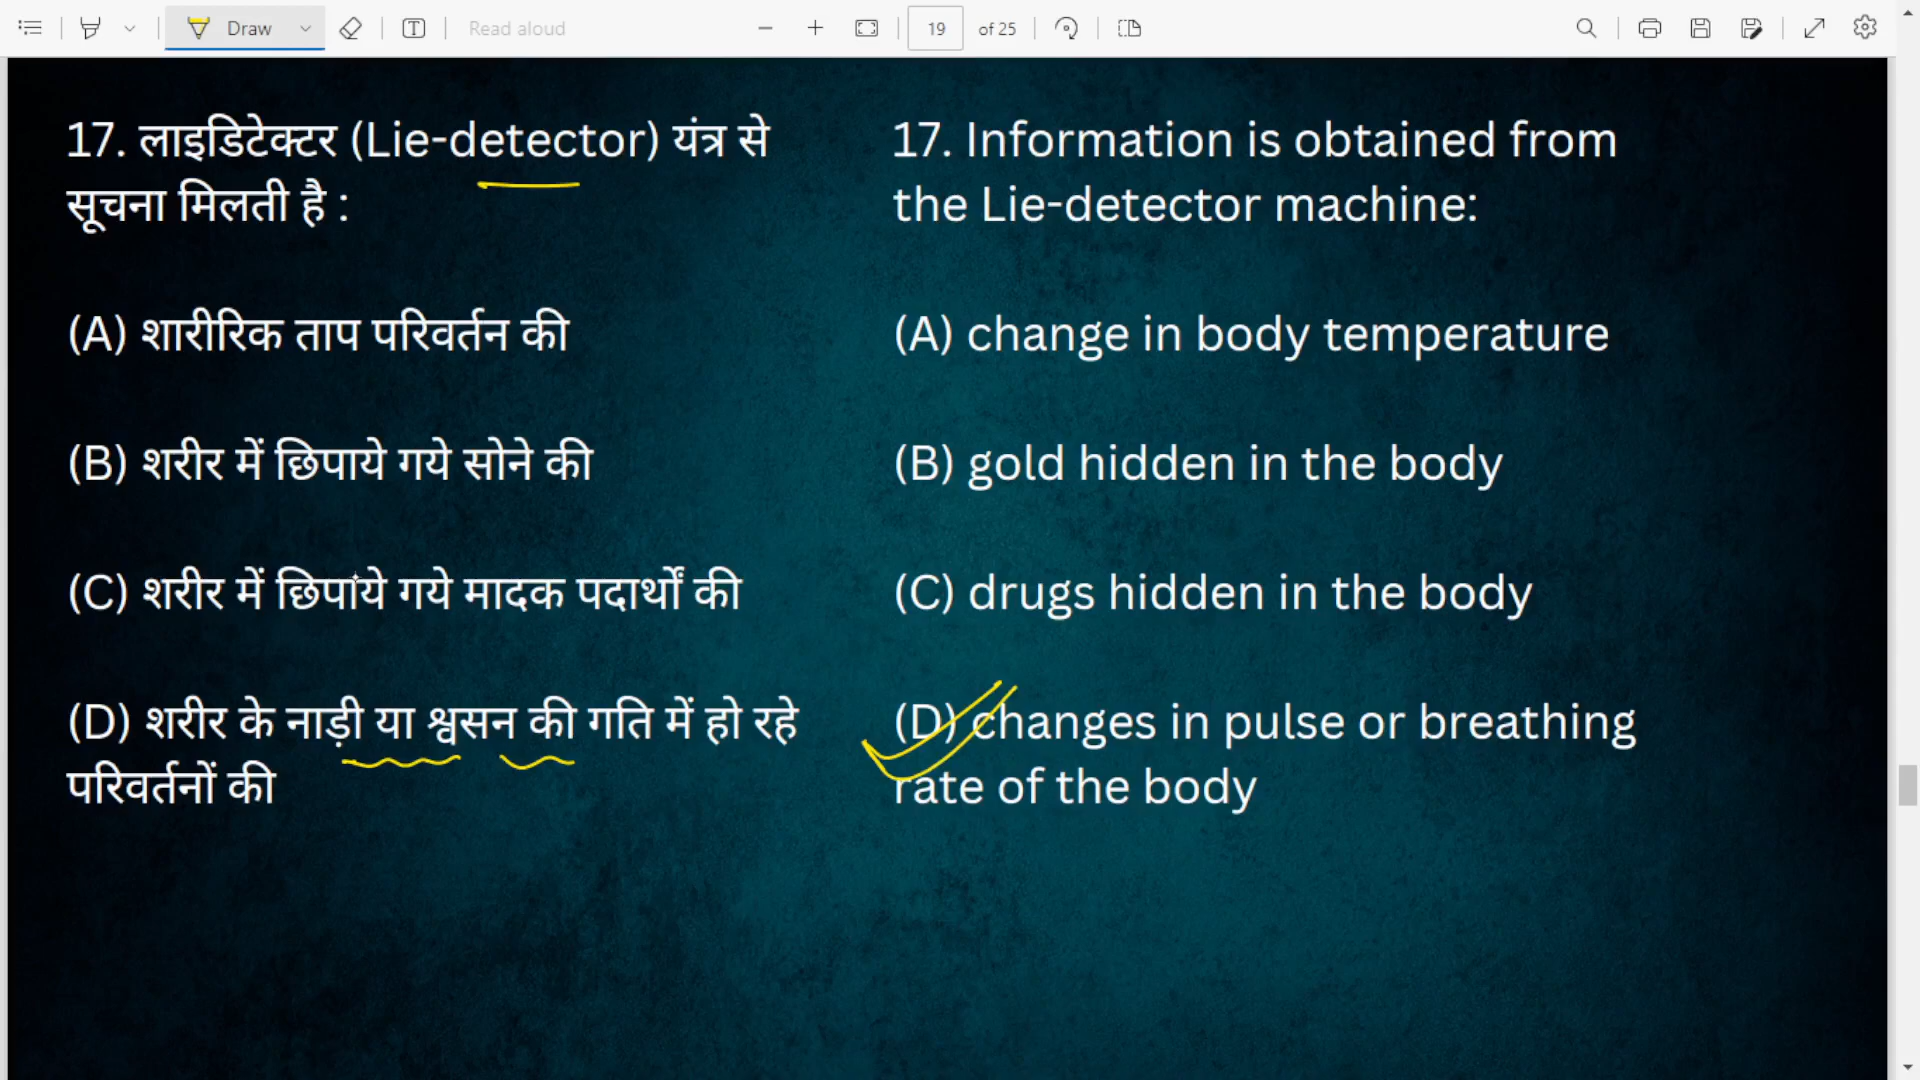 Draw
Read aloud
19 of 25
17. लाइडिटेक्टर (Lie-detector) यंत्र से
सूचना मिलती है :
(A) शारीरिक ताप परिवर्तन की
(B) शरीर में छिपाये गये सोने की
(C) शरीर में छिपाये गये मादक पदार्थों की
(D) शरीर के नाड़ी या श्वसन की गति में हो रहे
परिवर्तनों की
17. Information is obtained from
the Lie-detector machine:
(A) change in body temperature
(B) gold hidden in the body
(C) drugs hidden in the body
(D) changes in pulse or breathing
rate of the body